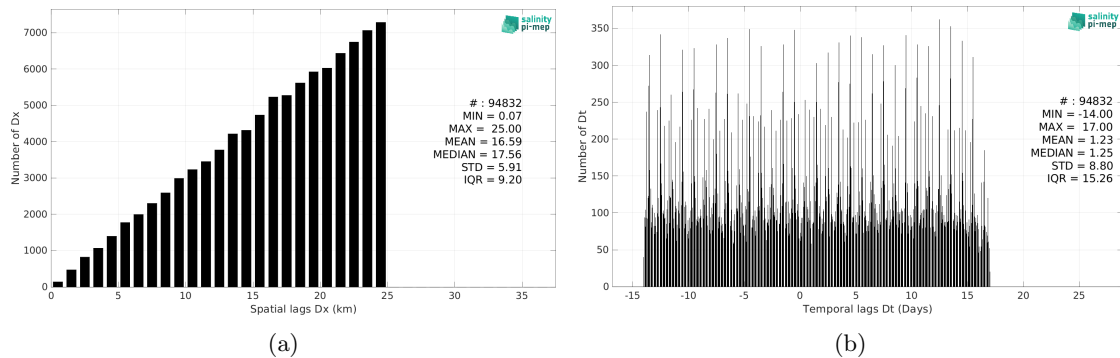 salinity
pi-mep
7000
6000
5000
4000
3000
2000
1000
0
Number of Dx
# : 94832
MIN = 0.07
MAX = 25.00
MEAN = 16.59
MEDIAN = 17.56
STD = 5.91
IQR = 9.20
0 5 10 15 20 25 30 35
Spatial lags Dx (km)
(a)
salinity
pi-mep
350
300
250
200
150
100
50
0
Number of Dt
# : 94832
MIN = -14.00
MAX = 17.00
MEAN = 1.23
MEDIAN = 1.25
STD = 8.80
IQR = 15.26
-15 -10 -5 0 5 10 15 20 25
Temporal lags Dt (Days)
(b)